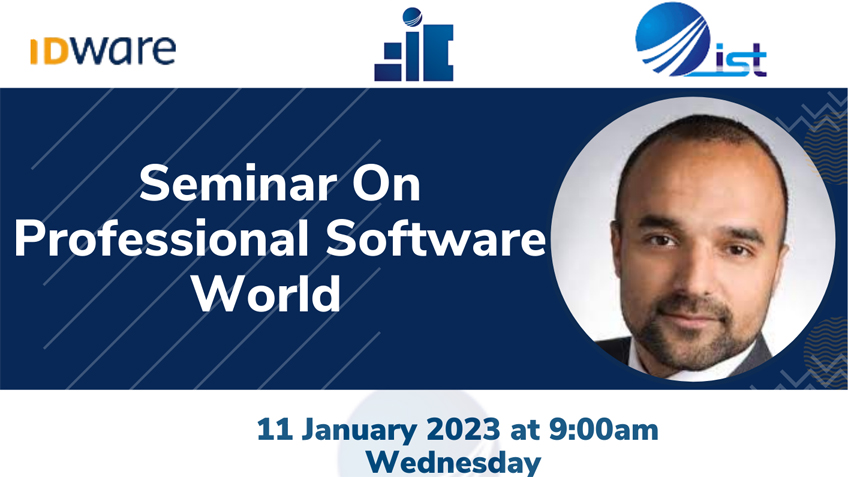 IDware
ist
Seminar On
Professional Software
World
11 January 2023 at 9:00am
Wednesday